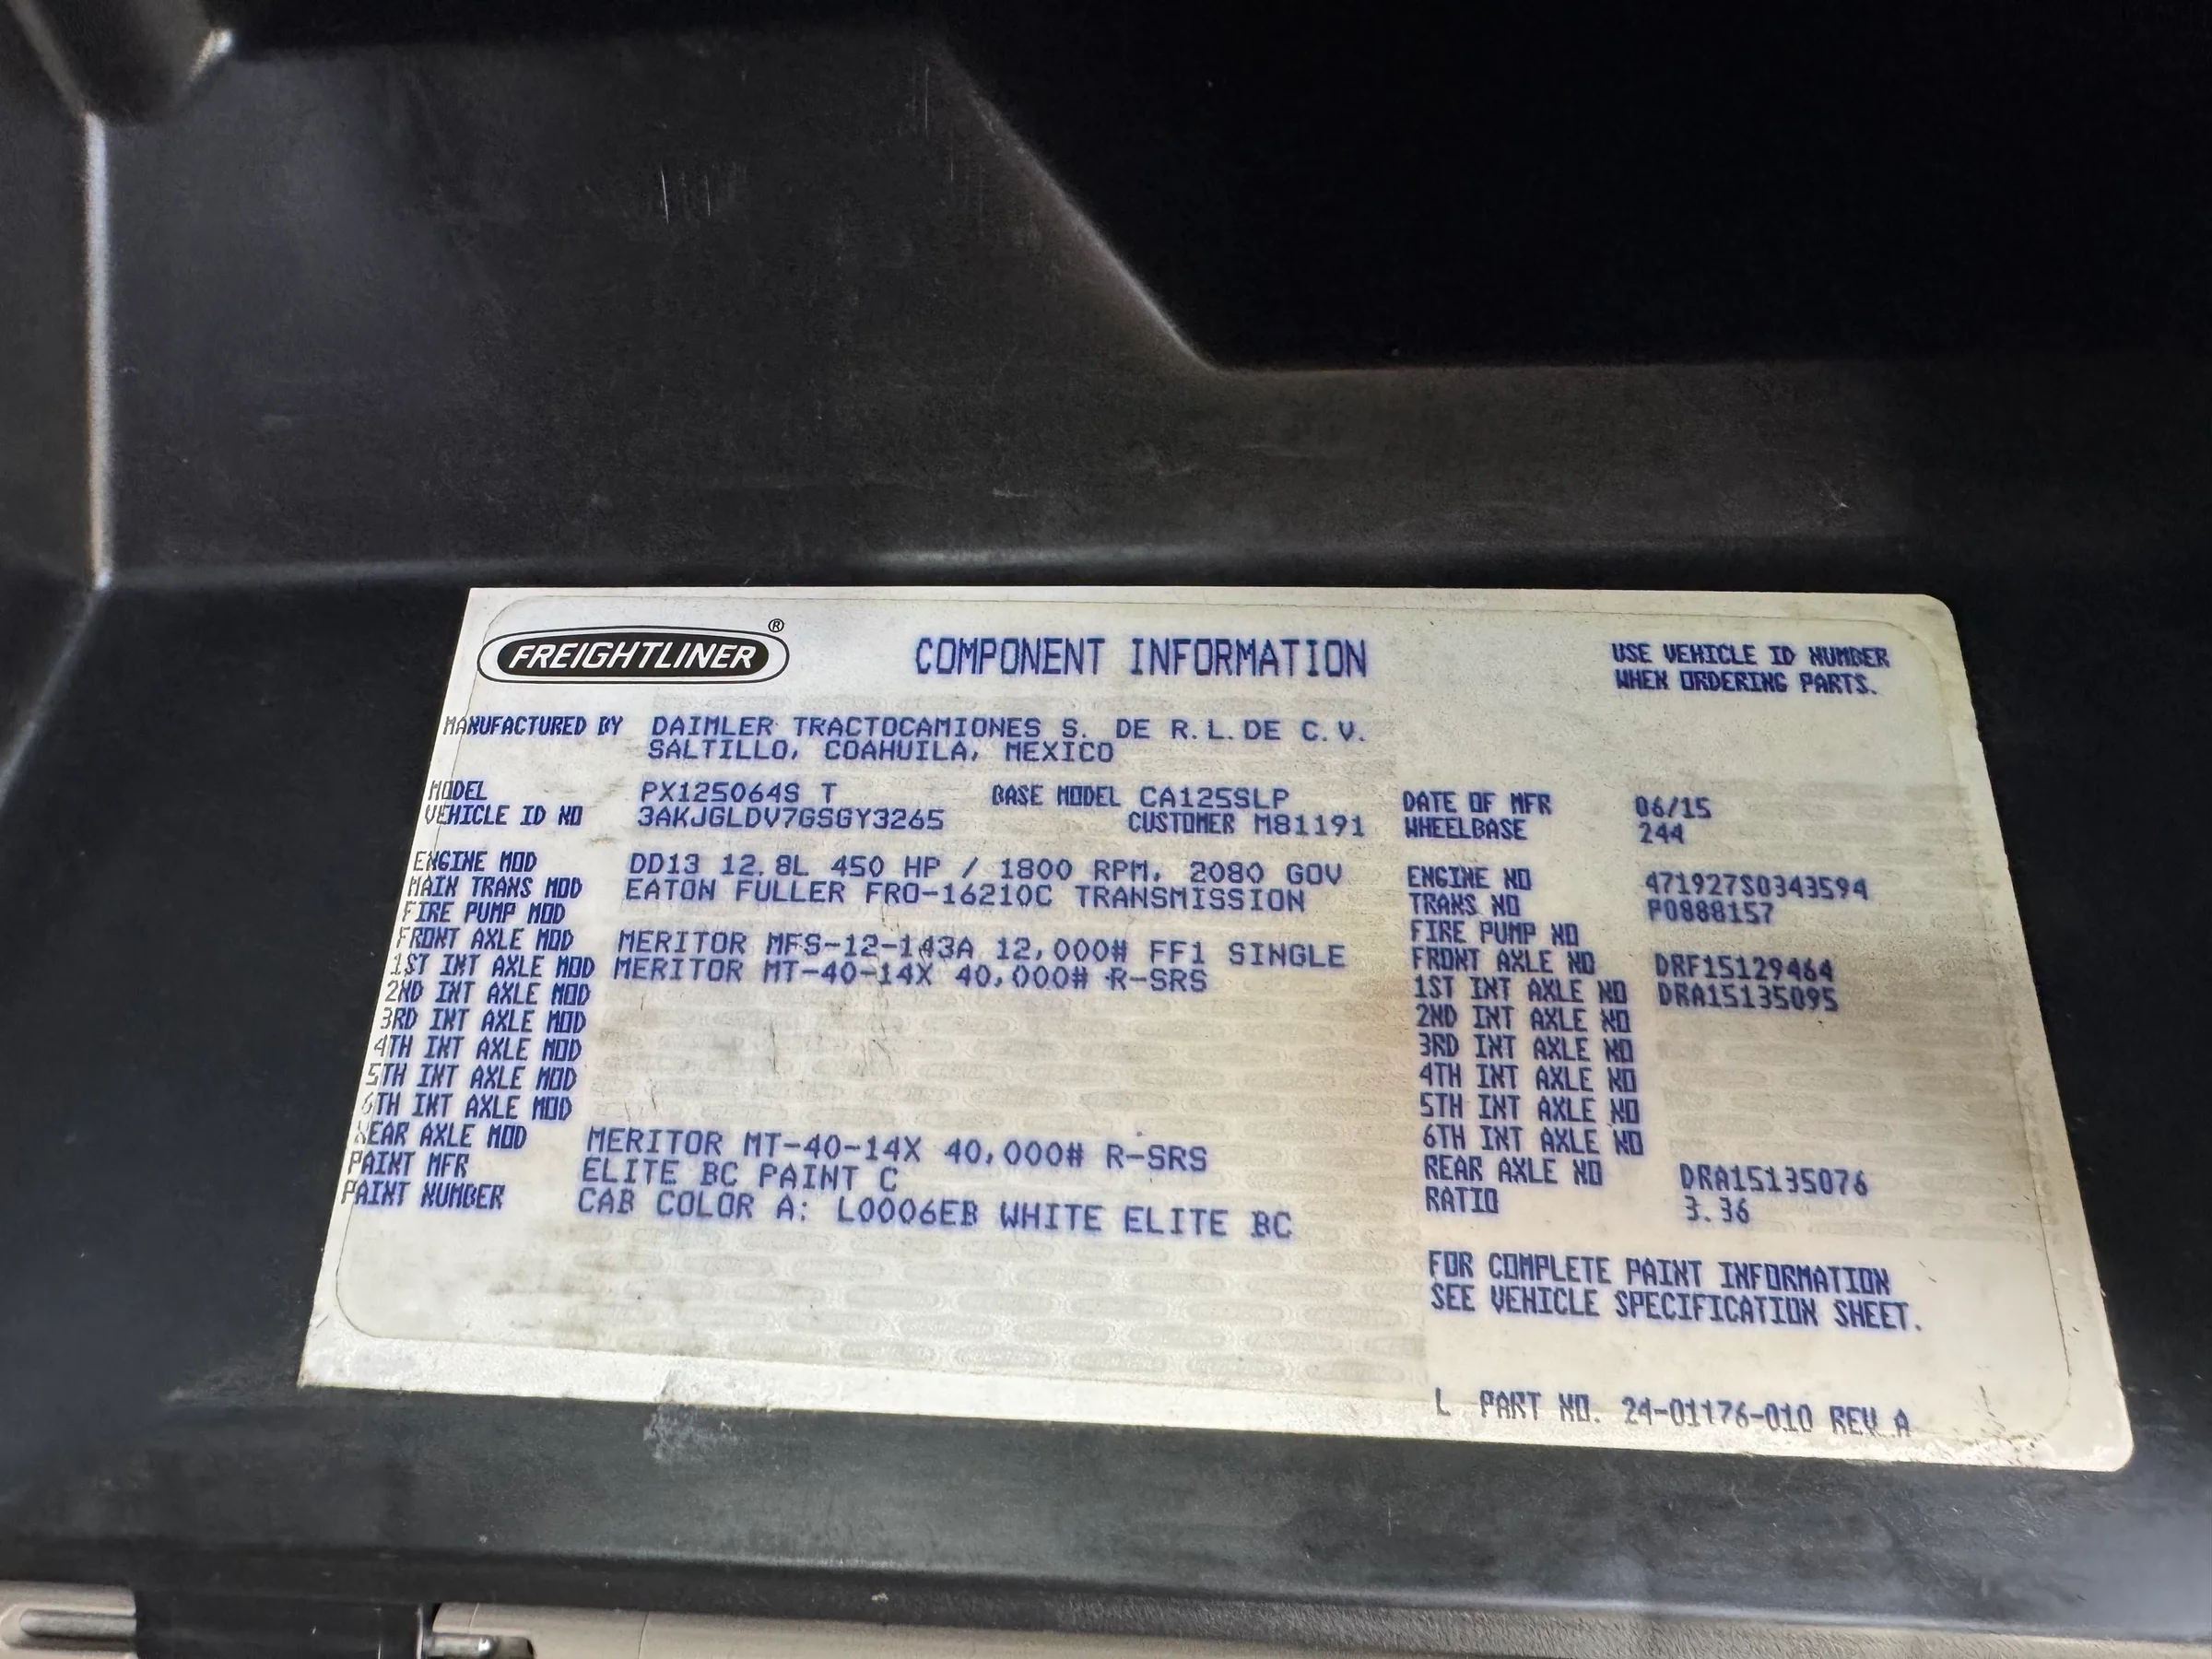 FREIGHTLINER®
COMPONENT INFORMATION
USE VEHICLE ID NUMBER
WHEN ORDERING PARTS.
MANUFACTURED BY DAIMLER TRACTOCAMIONES S. DE R.L.DE C.V.
SALTILLO, COAHUILA, MEXICO
MODEL PX125064S T BASE MODEL CA125SLP DATE OF MFR 06/15
VEHICLE ID NO 3AKJGLDV7GSGY3265 CUSTOMER M81191 WHEELBASE 244
ENGINE MOD DD13 12.8L 450 HP / 1800 RPM, 2080 GOV ENGINE NO 471927S0343594
MAIN TRANS MOD EATON FULLER FRO-16210C TRANSMISSION TRANS NO P0888157
FIRE PUMP MOD FIRE PUMP NO
FRONT AXLE MOD MERITOR MFS-12-143A 12,000# FF1 SINGLE FRONT AXLE NO DRF15129464
1ST INT AXLE MOD MERITOR MT-40-14X 40,000# R-SRS 1ST INT AXLE NO DRA15135095
2ND INT AXLE MOD 2ND INT AXLE NO
3RD INT AXLE MOD 3RD INT AXLE NO
4TH INT AXLE MOD 4TH INT AXLE NO
5TH INT AXLE MOD 5TH INT AXLE NO
6TH INT AXLE MOD 6TH INT AXLE NO
REAR AXLE MOD MERITOR MT-40-14X 40,000# R-SRS REAR AXLE NO DRA15135076
PAINT MFR ELITE BC PAINT C RATIO 3.36
PAINT NUMBER CAB COLOR A: L0006EB WHITE ELITE BC
FOR COMPLETE PAINT INFORMATION
SEE VEHICLE SPECIFICATION SHEET.
L PART NO. 24-01176-010 REV A